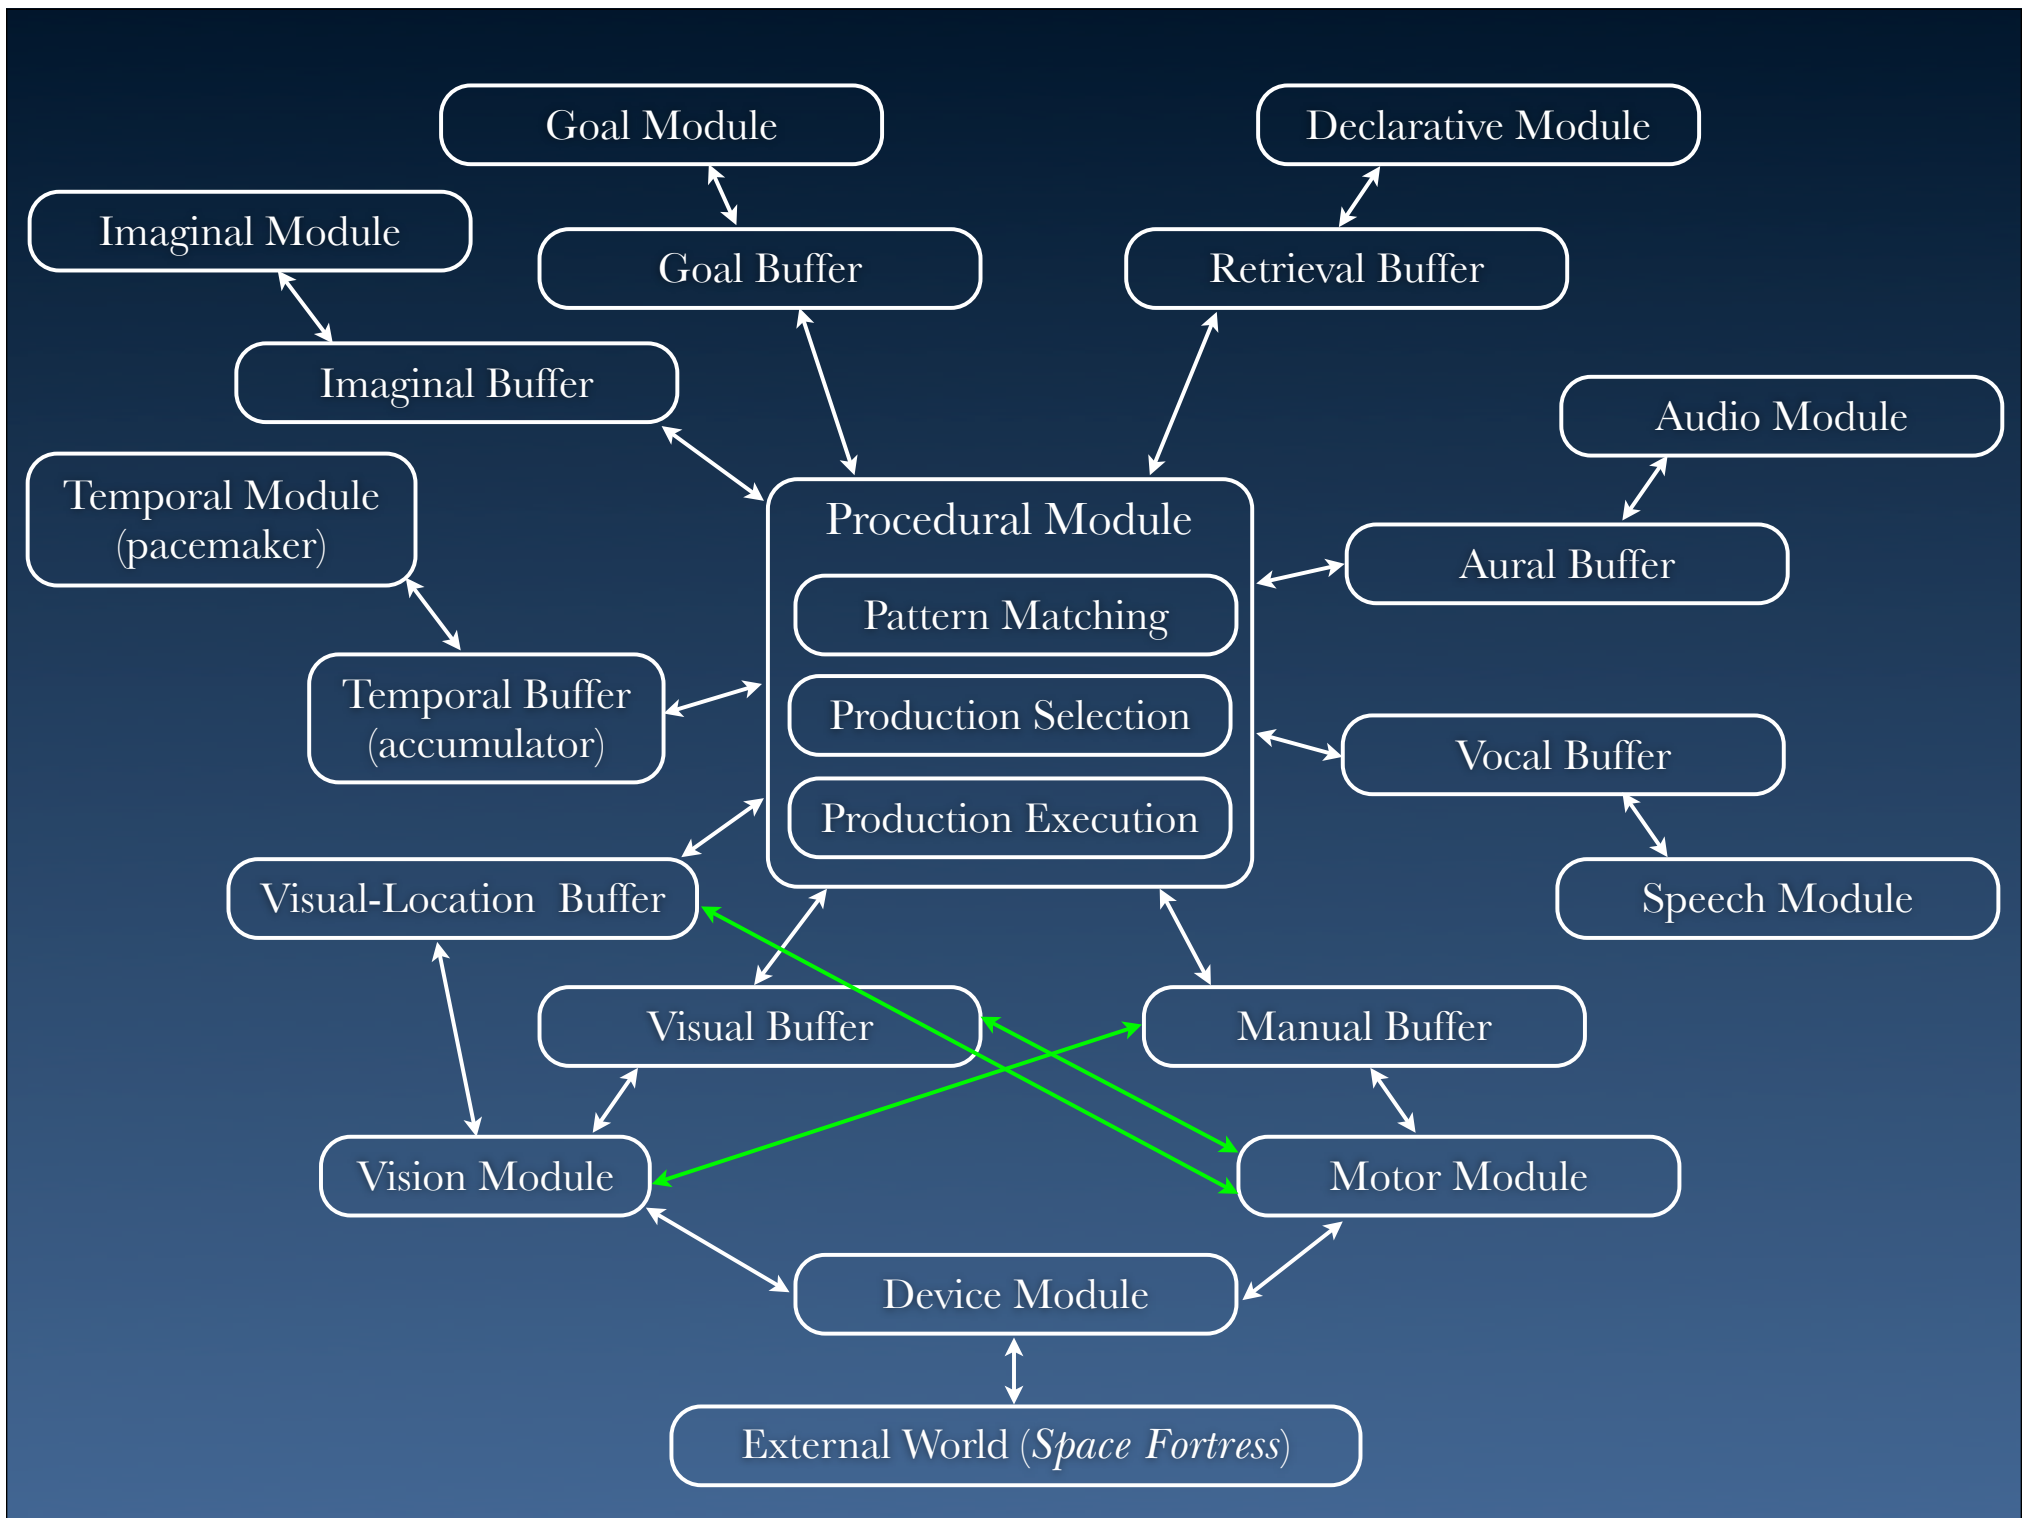 Goal Module
Declarative Module
Imaginal Module
Goal Buffer
Retrieval Buffer
Imaginal Buffer
Audio Module
Temporal Module
(pacemaker)
Procedural Module
Aural Buffer
Pattern Matching
Temporal Buffer
(accumulator)
Production Selection
Vocal Buffer
Production Execution
Visual-Location  Buffer
Speech Module
Visual Buffer
Manual Buffer
Vision Module
Motor Module
Device Module
External World (Space Fortress)